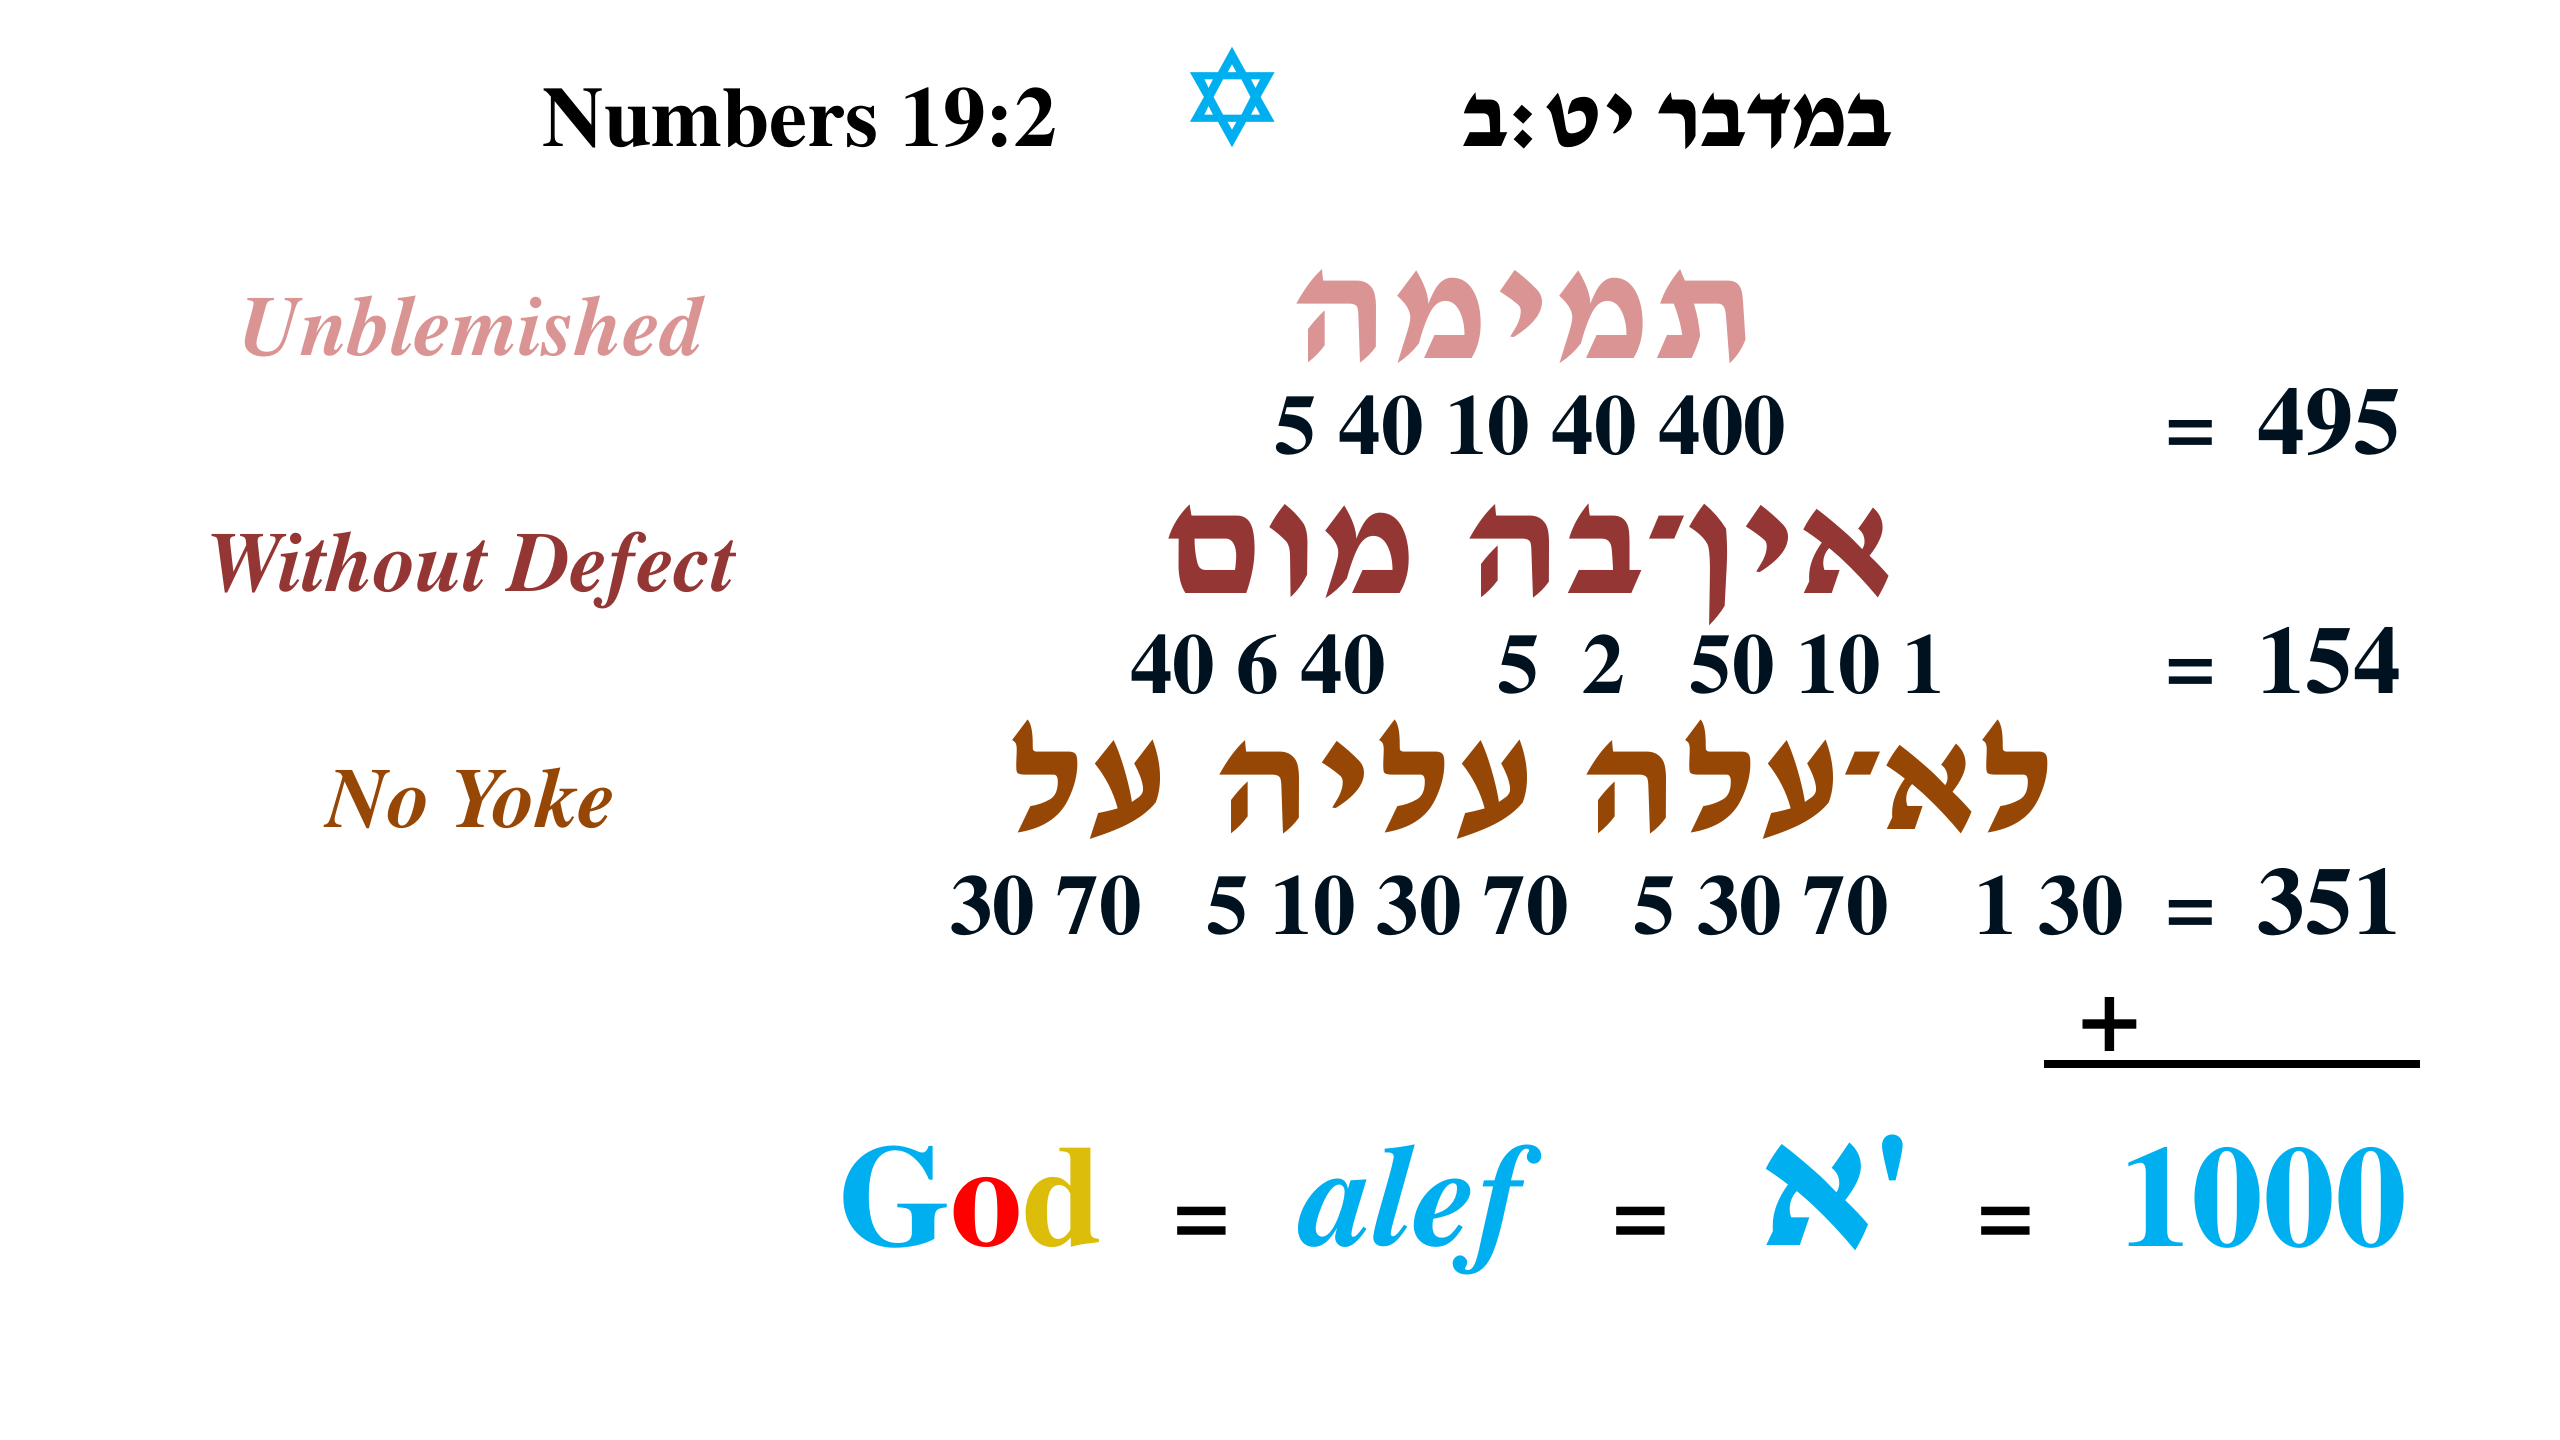 Numbers 19:2 ✡ במדבר יט:ב
Unblemished תמימה
5 40 10 40 400 = 495
Without Defect אין־בה מום
40 6 40 5 2 50 10 1 = 154
No Yoke לא־עלה עליה על
30 70 5 10 30 70 5 30 70 1 30 = 351
+
God = alef = א' = 1000